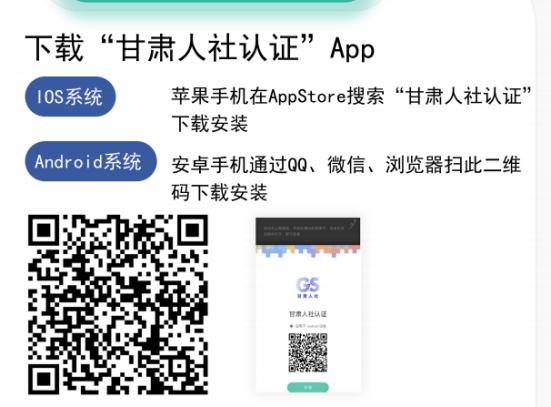 下载“甘肃人社认证”App
IOS系统
苹果手机在AppStore搜索“甘肃人社认证”
下载安装
Android系统
安卓手机通过QQ、微信、浏览器扫此二维
码下载安装
GS
甘肃人社
甘肃人社认证